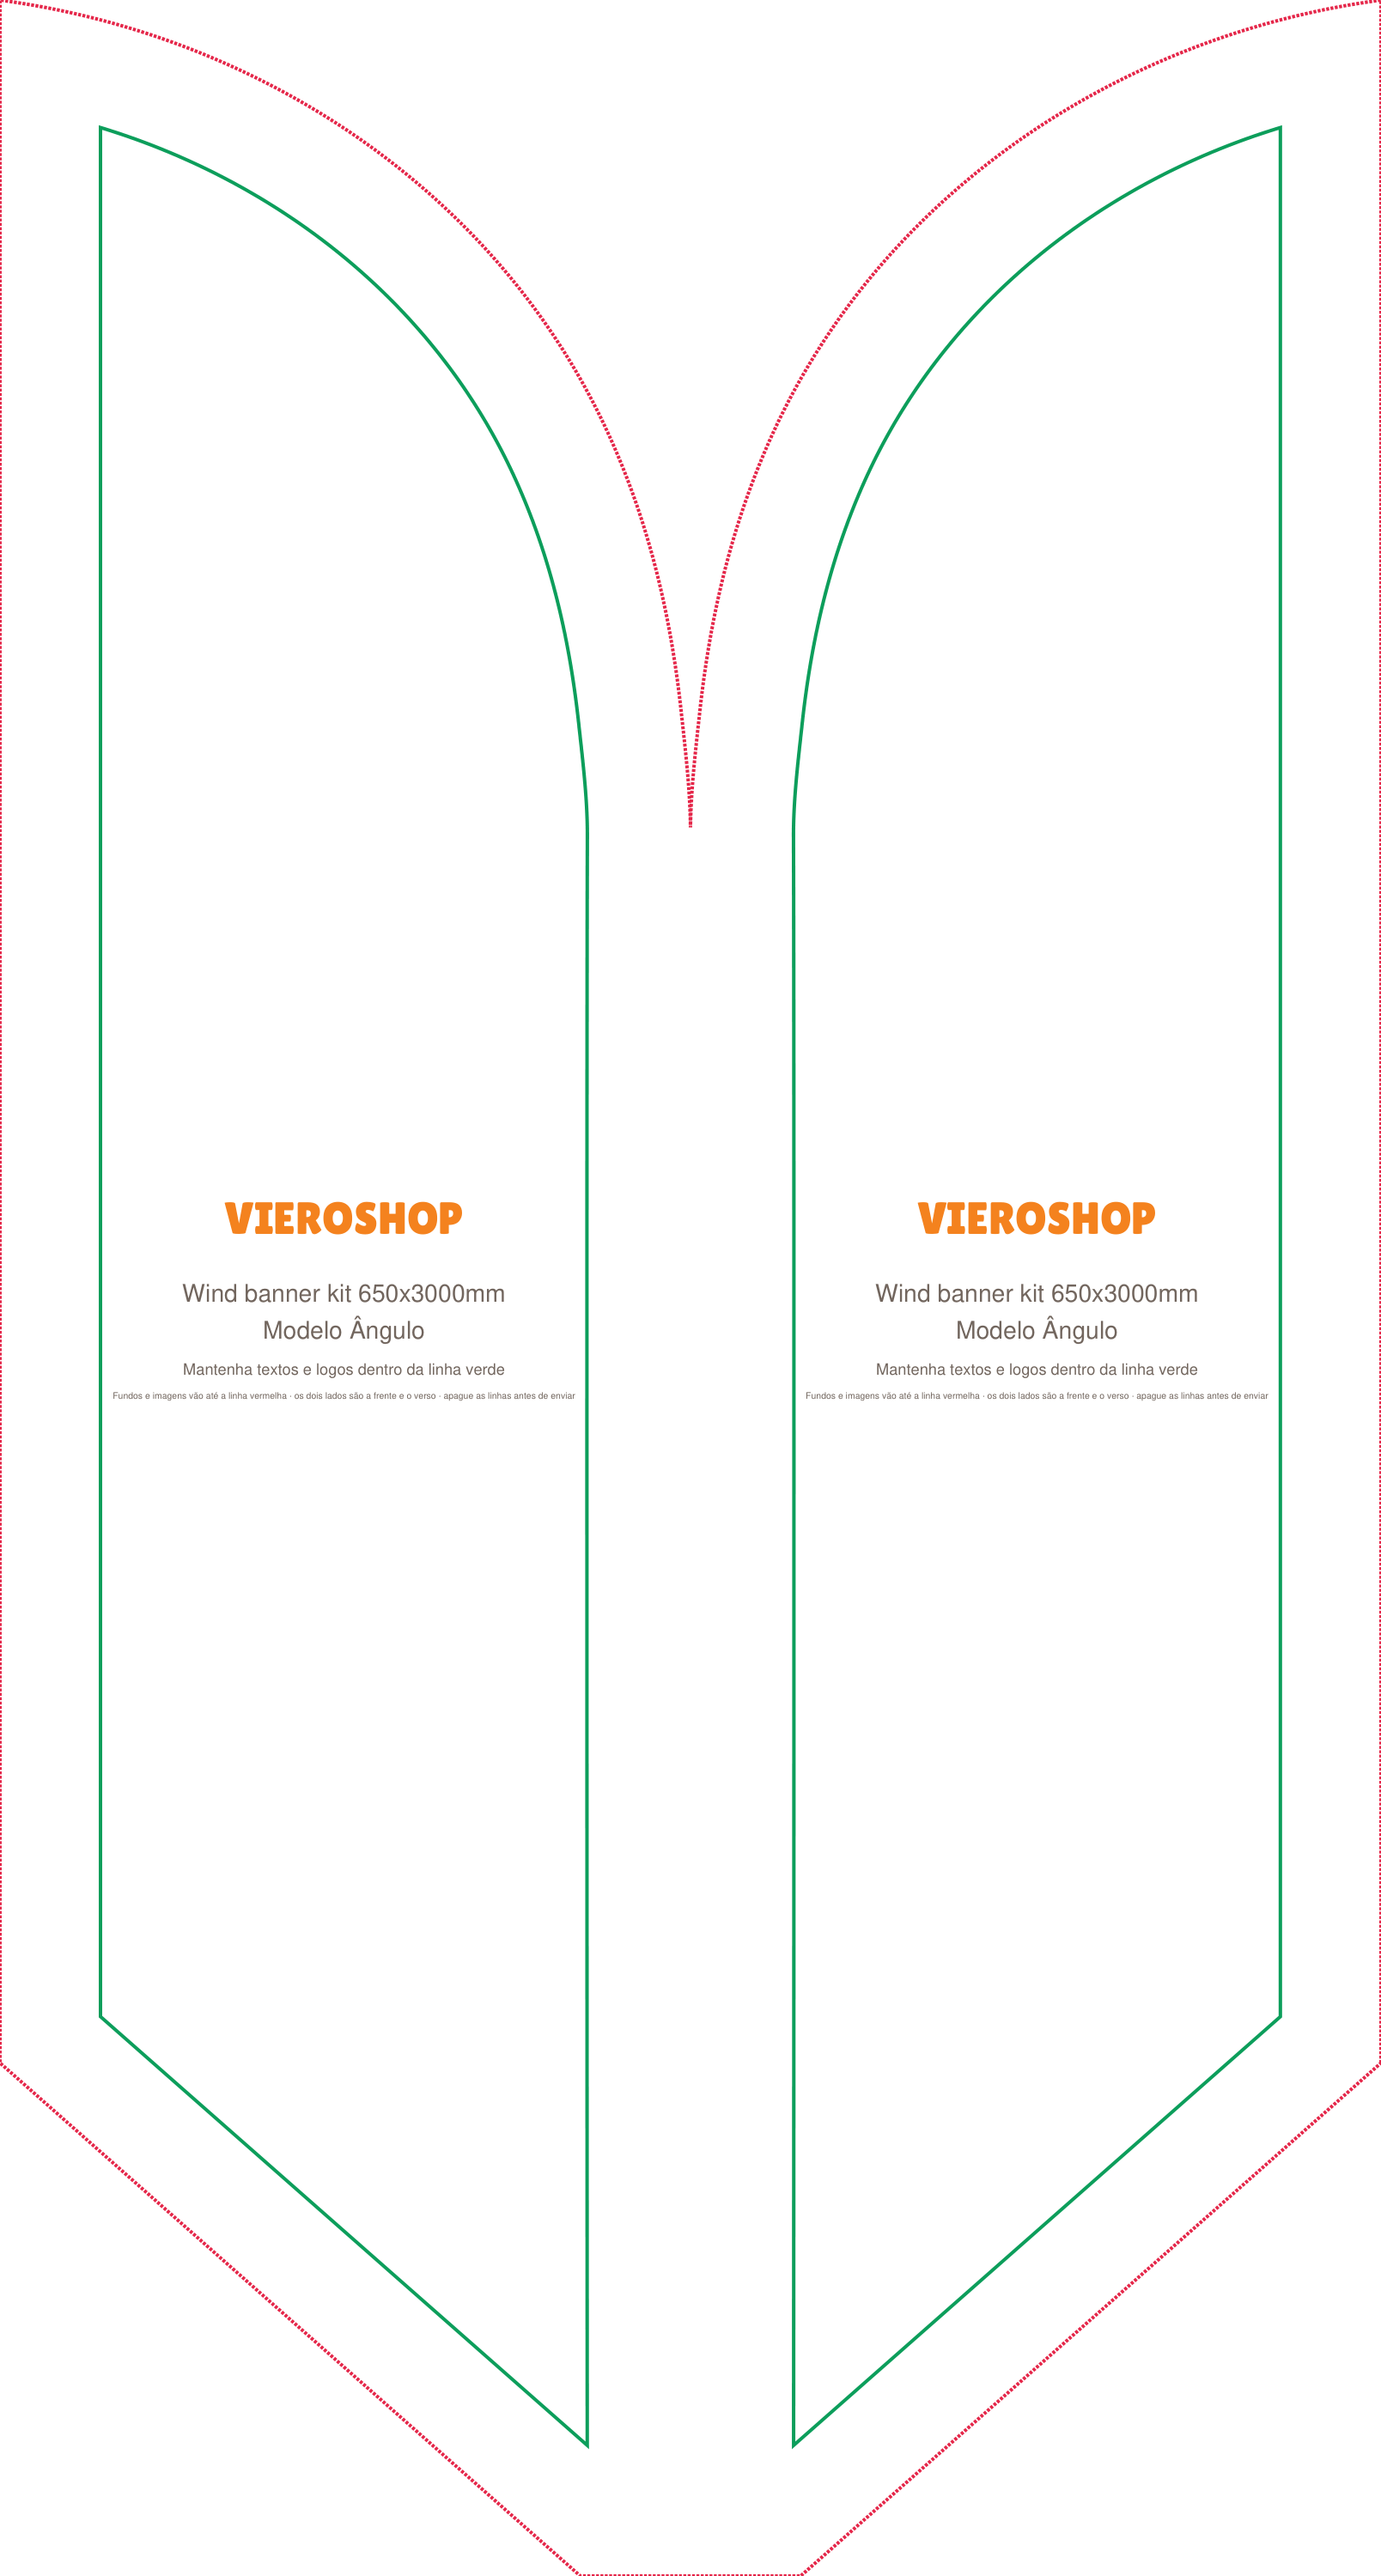 VIEROSHOP
Wind banner kit 650x3000mm
Modelo Ângulo
Mantenha textos e logos dentro da linha verde
Fundos e imagens vão até a linha vermelha · os dois lados são a frente e o verso · apague as linhas antes de enviar
VIEROSHOP
Wind banner kit 650x3000mm
Modelo Ângulo
Mantenha textos e logos dentro da linha verde
Fundos e imagens vão até a linha vermelha · os dois lados são a frente e o verso · apague as linhas antes de enviar